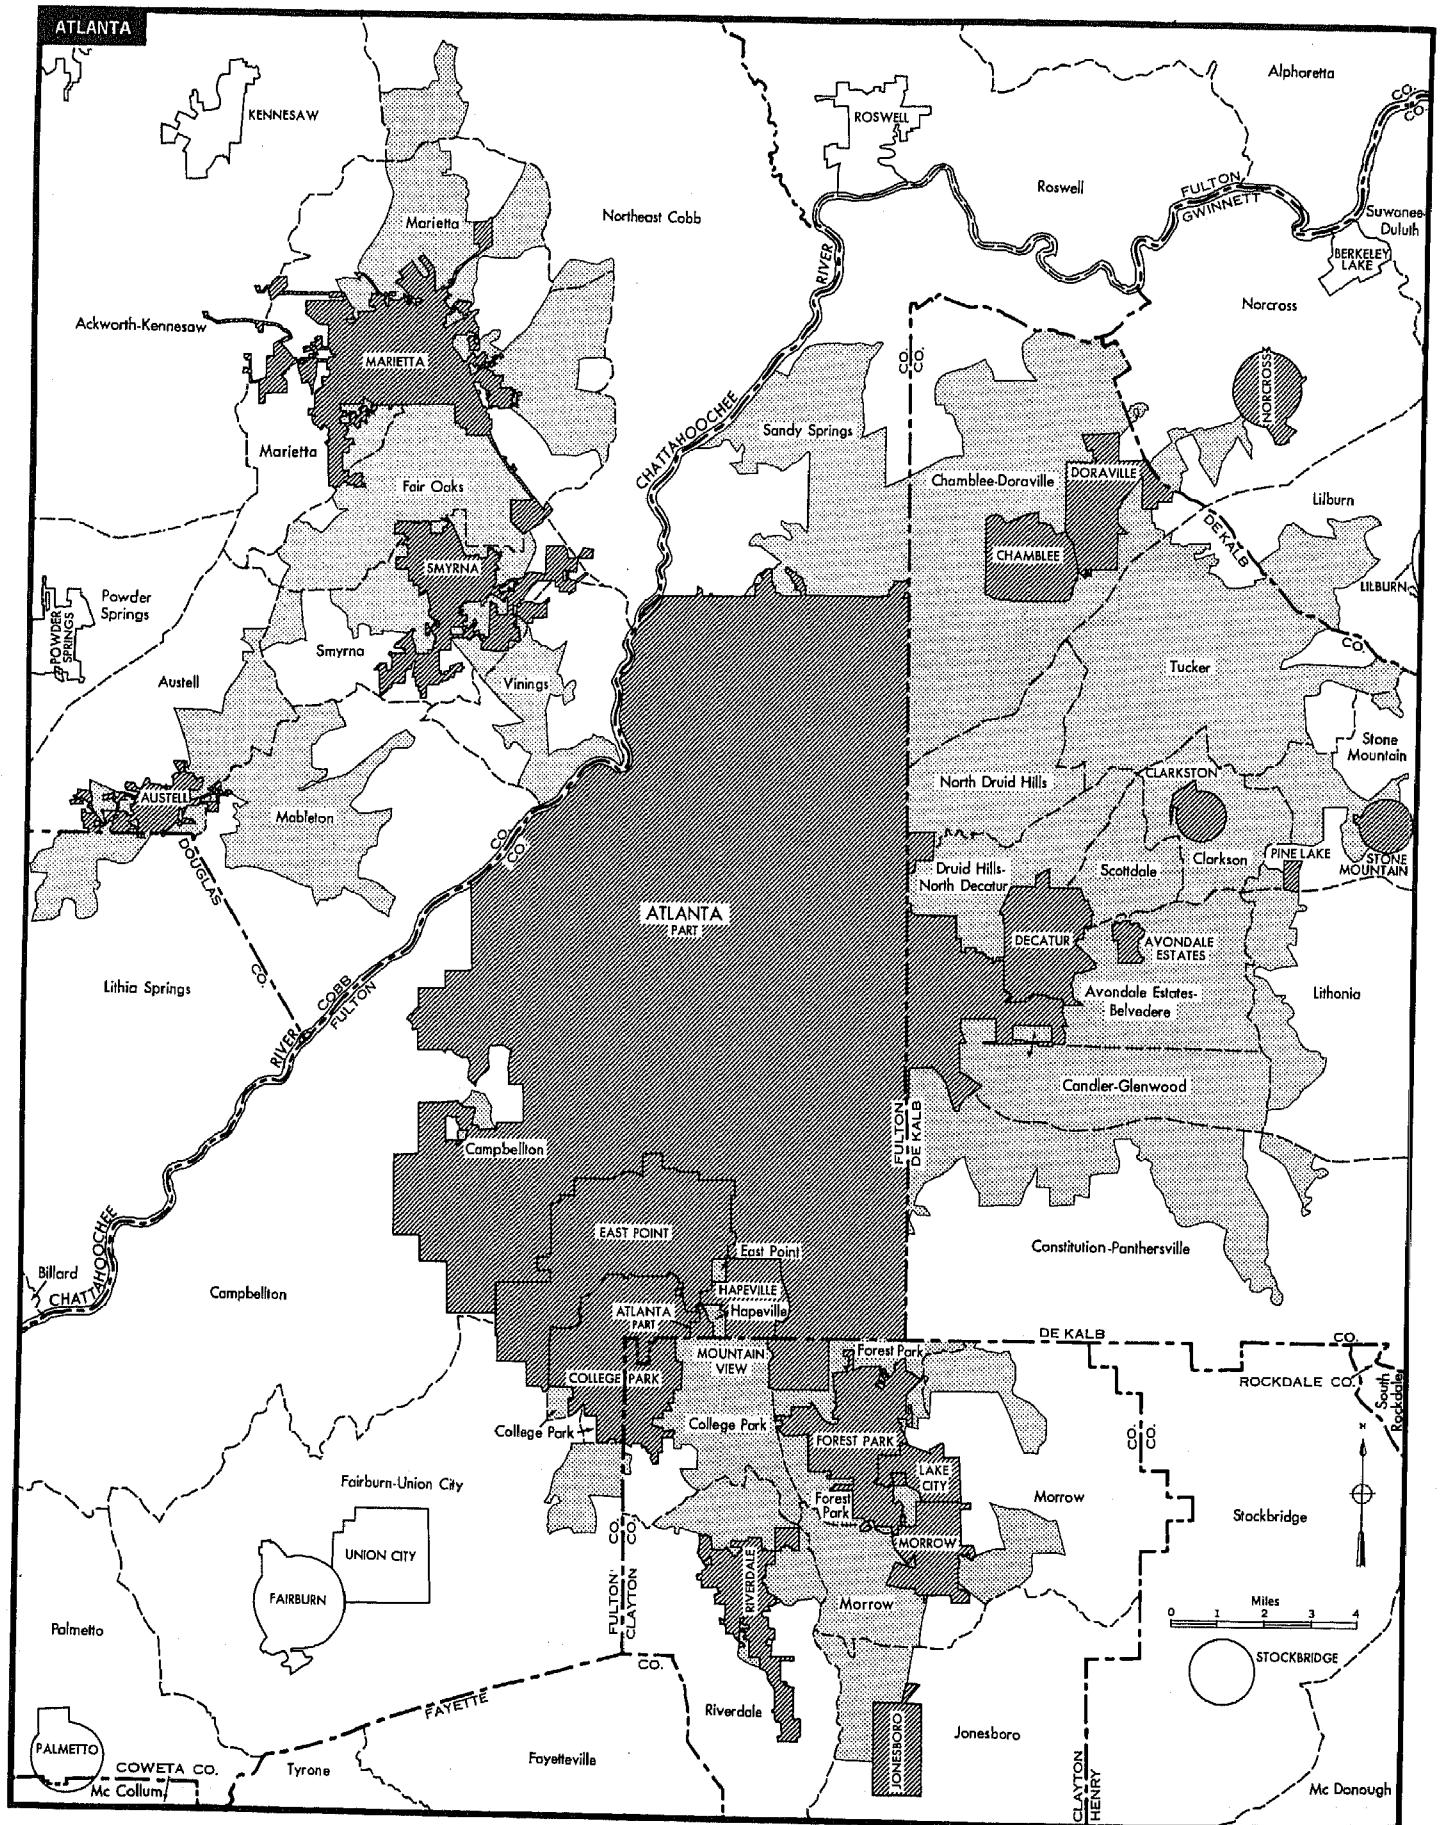 ATLANTA
Alpharetta
CO.
CO.
KENNESAW
ROSWELL
Roswell
FULTON
GWINNETT
Suwanee-
Duluth
Marietta
Northeast Cobb
BERKELEY
LAKE
RIVER
Norcross
Ackworth-Kennesaw
MARIETTA
CO.
CO.
NORCROSS
CHATTAHOOCHEE
Sandy Springs
Marietta
Fair Oaks
Chamblee-Doraville
DORAVILLE
Lilburn
DE KALB
CHAMBLEE
SMYRNA
LILBURN
Powder
Springs
POWDER
SPRINGS
CO.
Smyrna
Tucker
Austell
Vinings
Stone
Mountain
North Druid Hills
CLARKSTON
AUSTELL
Mableton
CO.
CO.
DOUGLAS
Druid Hills-
North Decatur
Scottdale
Clarkson
PINE LAKE
STONE
MOUNTAIN
ATLANTA
PART
DECATUR
AVONDALE
ESTATES
CO.
Lithia Springs
COBB
FULTON
Avondale Estates-
Belvedere
Lithonia
RIVER
Candler-Glenwood
FULTON
DE KALB
Campbellton
CHATTAHOOCHEE
EAST POINT
East Point
Constitution-Panthersville
Billard
Campbellton
HAPEVILLE
Hapeville
ATLANTA
PART
DE KALB
CO.
MOUNTAIN
VIEW
Forest Park
COLLEGE PARK
ROCKDALE CO.
South
Rockdale
College Park
College Park
FOREST PARK
CO.
CO.
N
LAKE
CITY
Fairburn-Union City
Forest
Park
Morrow
Stockbridge
CO.
CO.
UNION CITY
MORROW
FAIRBURN
RIVERDALE
FULTON
CLAYTON
Morrow
Miles
0 1 2 3 4
Palmetto
CO.
STOCKBRIDGE
FAYETTE
Riverdale
Jonesboro
JONESBORO
PALMETTO
COWETA CO.
Mc Collum
Tyrone
Fayetteville
CLAYTON
HENRY
Mc Donough